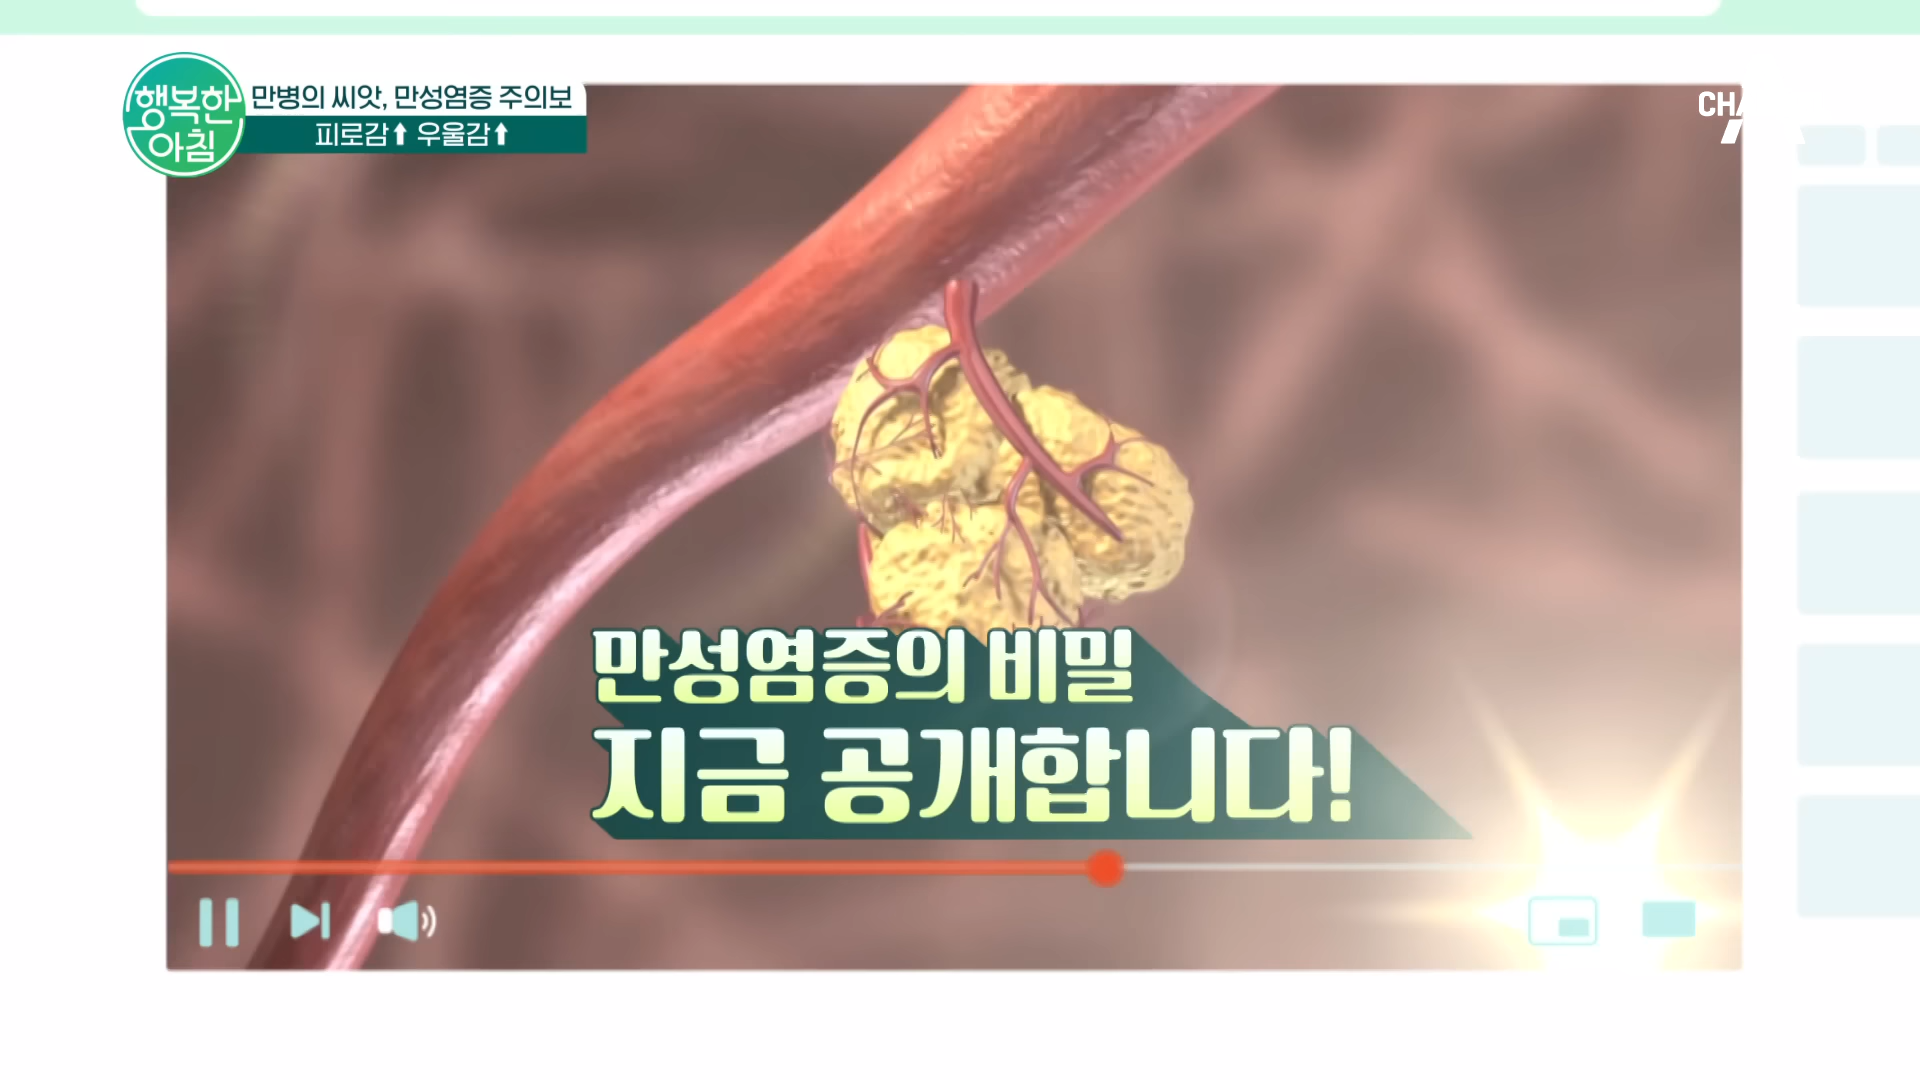 행복한
아침
만병의 씨앗, 만성염증 주의보
피로감⬆ 우울감⬆
CHA
만성염증의 비밀
지금 공개합니다!